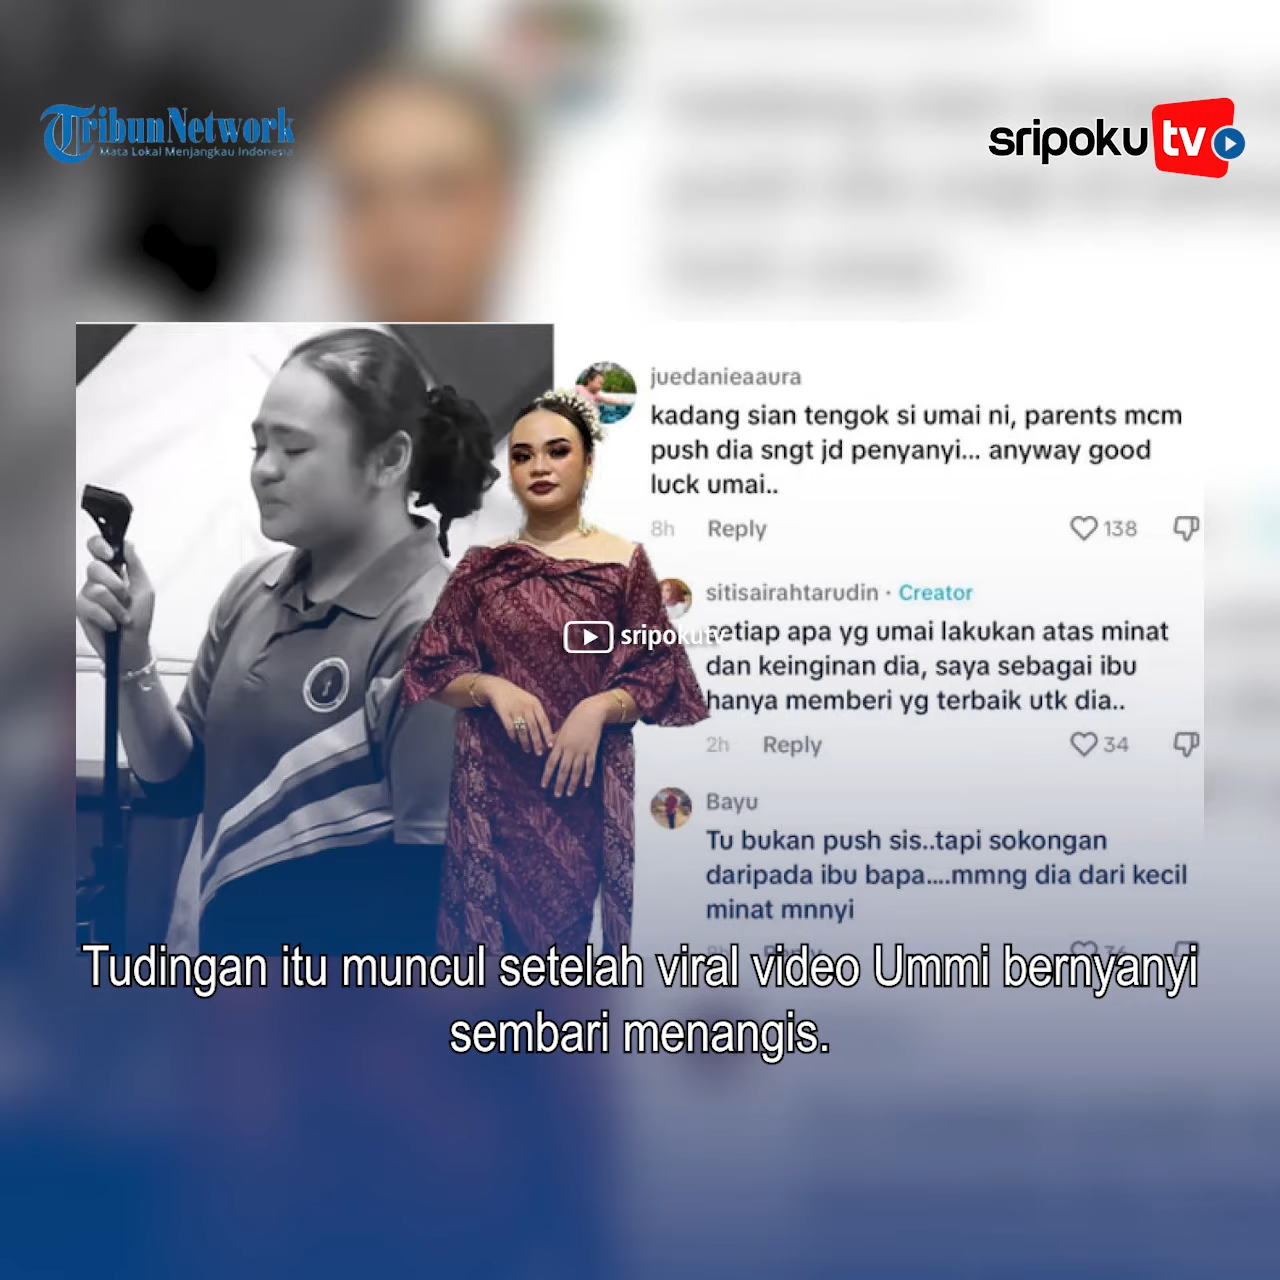 TribunNetwork
Mata Lokal Menjangkau Indonesia
sripoku tv
juedanieaaura
kadang sian tengok si umai ni, parents mcm
push dia sngt jd penyanyi... anyway good
luck umai..
8h Reply 138
sitisairahtarudin · Creator
setiap apa yg umai lakukan atas minat
dan keinginan dia, saya sebagai ibu
hanya memberi yg terbaik utk dia..
sripokutv
2h Reply 34
Bayu
Tu bukan push sis..tapi sokongan
daripada ibu bapa....mmng dia dari kecil
minat mnnyi
Tudingan itu muncul setelah viral video Ummi bernyanyi
sembari menangis.